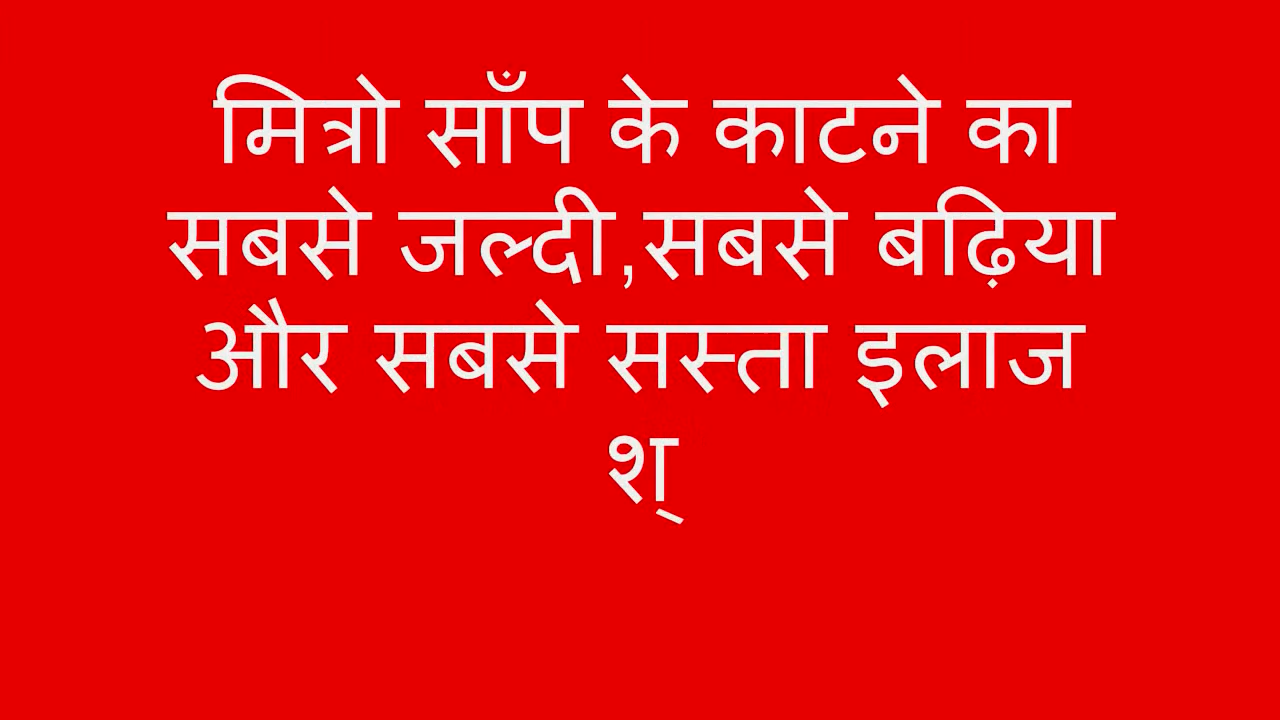 मित्रो साँप के काटने का
सबसे जल्दी,सबसे बढ़िया
और सबसे सस्ता इलाज
श्